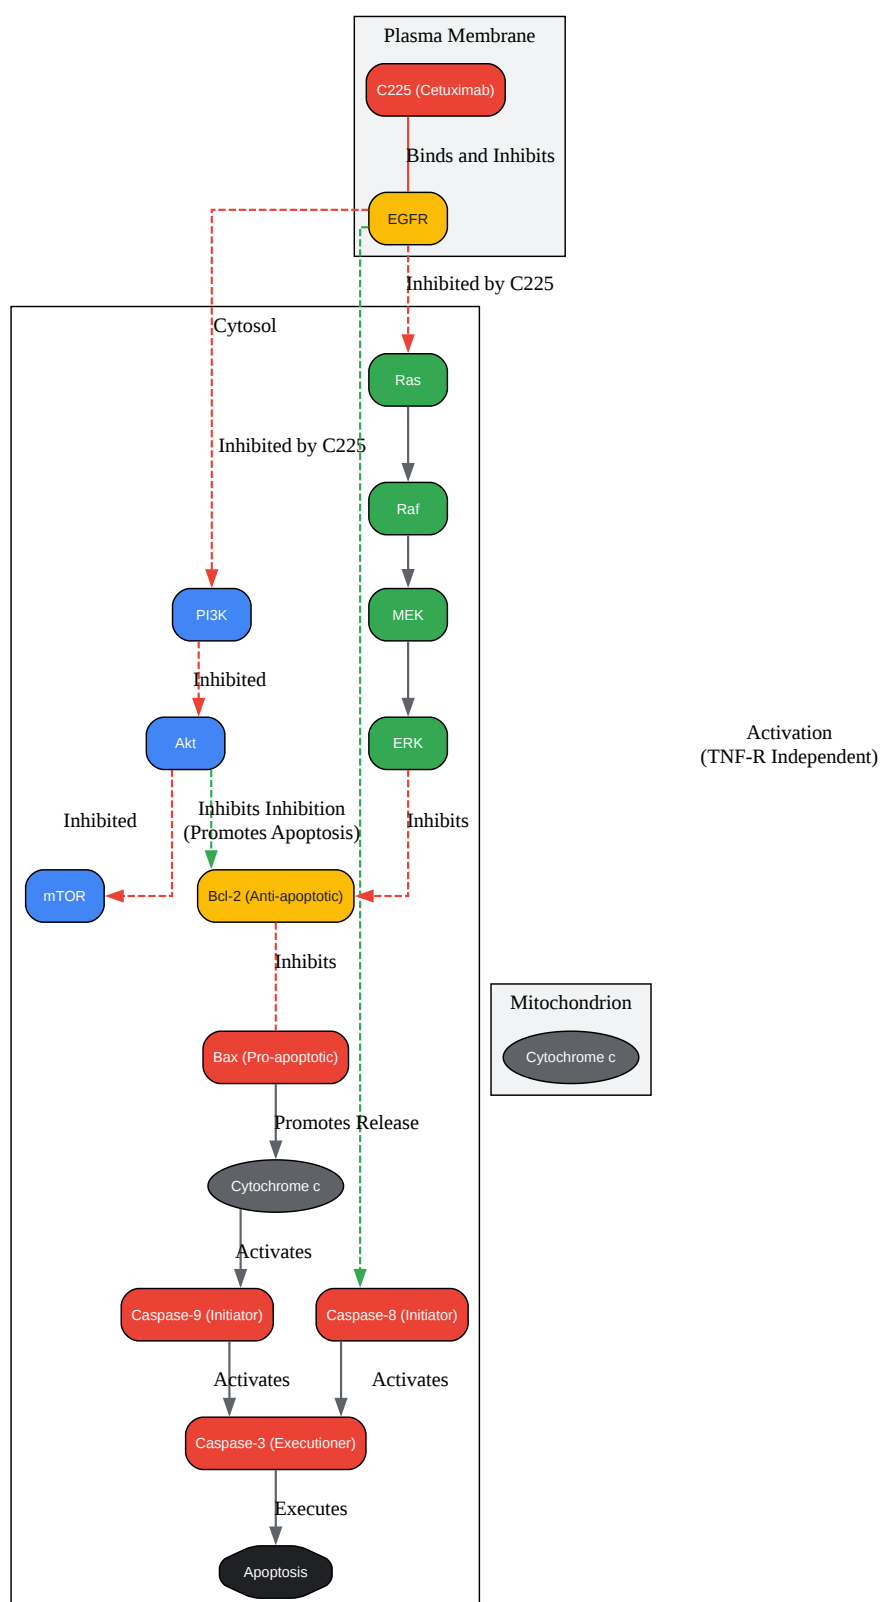 Plasma Membrane
C225 (Cetuximab)
Binds and Inhibits
EGFR
Inhibited by C225
Cytosol
Ras
Inhibited by C225
Raf
PI3K
MEK
Inhibited
Akt
ERK
Activation
(TNF-R Independent)
Inhibited
Inhibits Inhibition
(Promotes Apoptosis)
Inhibits
mTOR
Bcl-2 (Anti-apoptotic)
Inhibits
Mitochondrion
Bax (Pro-apoptotic)
Cytochrome c
Promotes Release
Cytochrome c
Activates
Caspase-9 (Initiator)
Caspase-8 (Initiator)
Activates
Activates
Caspase-3 (Executioner)
Executes
Apoptosis